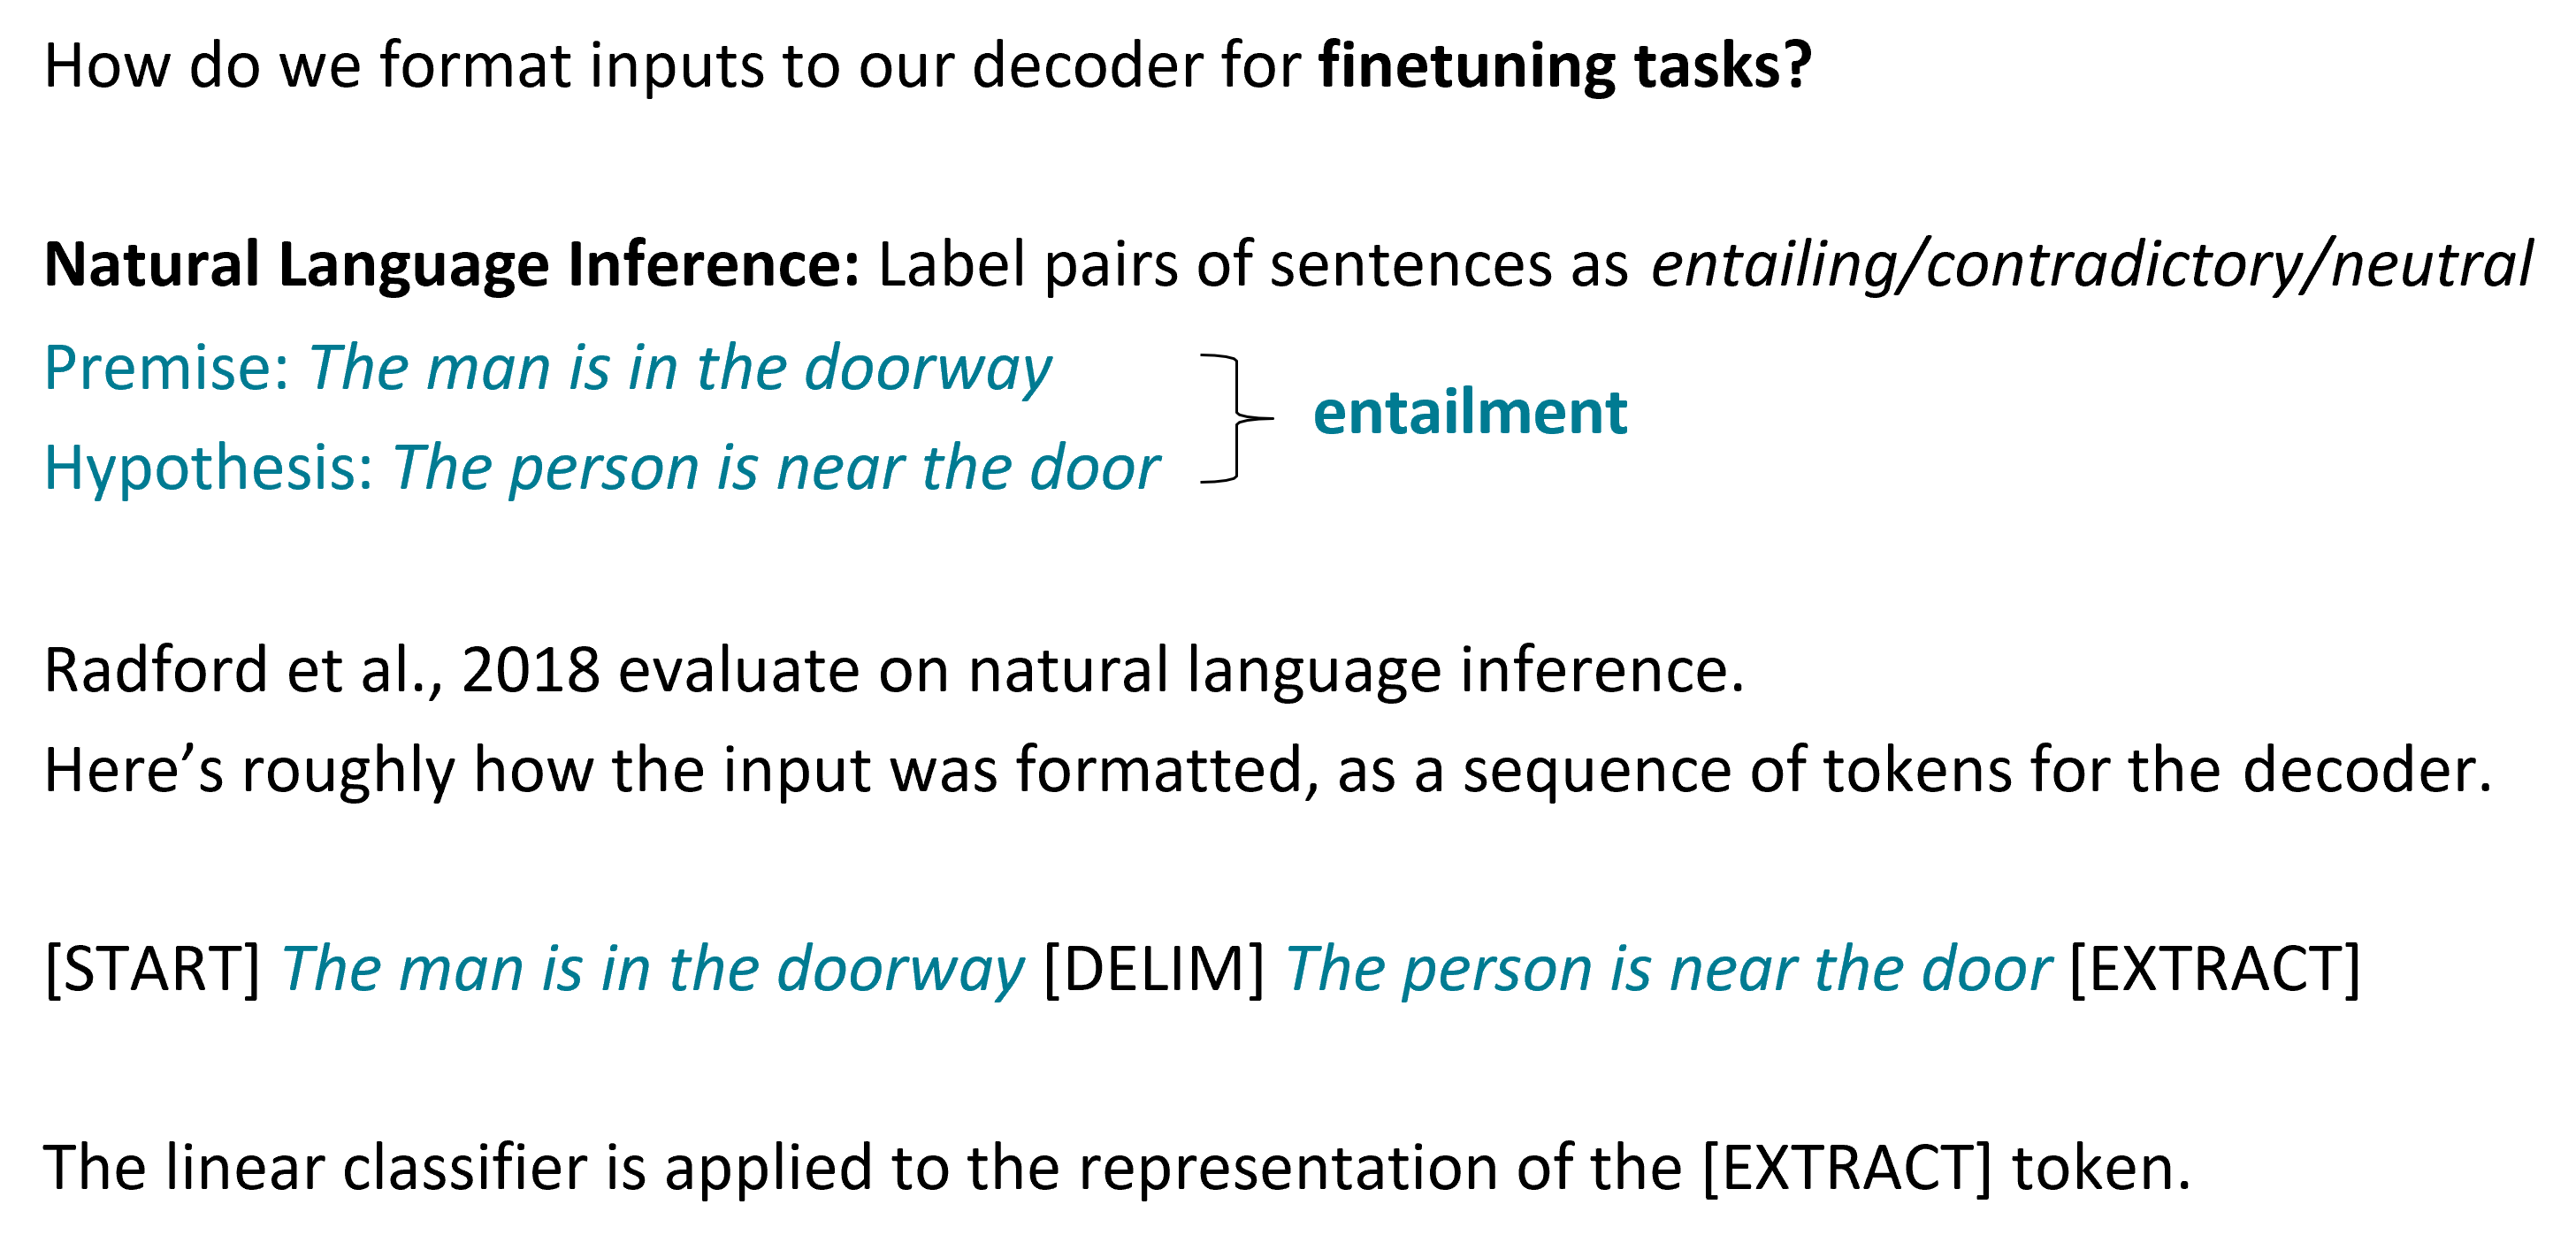 How do we format inputs to our decoder for finetuning tasks?
Natural Language Inference: Label pairs of sentences as entailing/contradictory/neutral
Premise: The man is in the doorway
Hypothesis: The person is near the door
entailment
Radford et al., 2018 evaluate on natural language inference.
Here’s roughly how the input was formatted, as a sequence of tokens for the decoder.
[START] The man is in the doorway [DELIM] The person is near the door [EXTRACT]
The linear classifier is applied to the representation of the [EXTRACT] token.